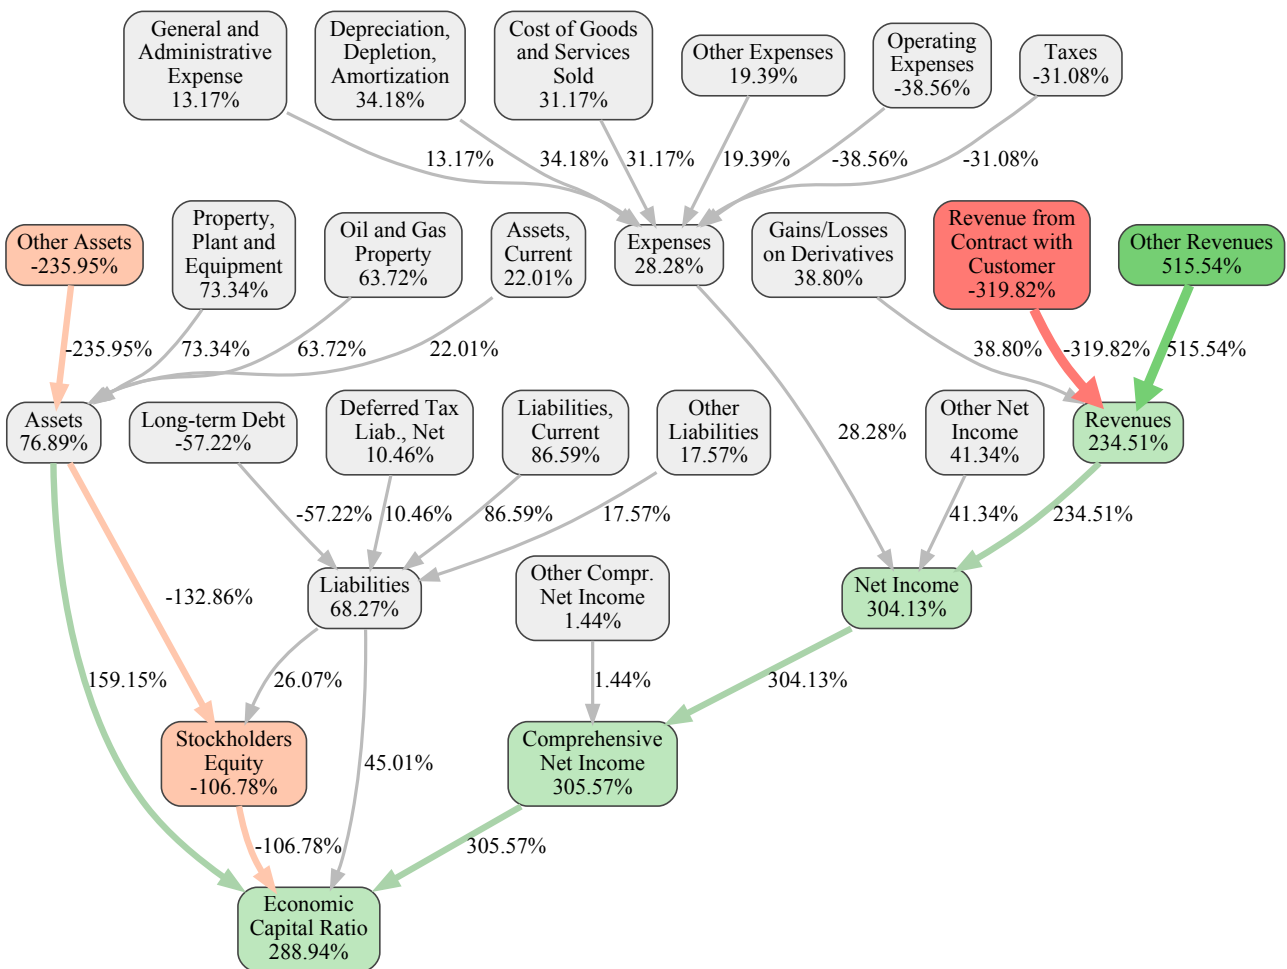 General and
Administrative
Expense
13.17%
Depreciation,
Depletion,
Amortization
34.18%
Cost of Goods
and Services
Sold
31.17%
Other Expenses
19.39%
Operating
Expenses
-38.56%
Taxes
-31.08%
13.17%
34.18%
31.17%
19.39%
-38.56%
-31.08%
Other Assets
-235.95%
Property,
Plant and
Equipment
73.34%
Oil and Gas
Property
63.72%
Assets,
Current
22.01%
Expenses
28.28%
Gains/Losses
on Derivatives
38.80%
Revenue from
Contract with
Customer
-319.82%
Other Revenues
515.54%
-235.95%
73.34%
63.72%
22.01%
38.80%
-319.82%
515.54%
Assets
76.89%
Long-term Debt
-57.22%
Deferred Tax
Liab., Net
10.46%
Liabilities,
Current
86.59%
Other
Liabilities
17.57%
28.28%
Other Net
Income
41.34%
Revenues
234.51%
-57.22%
10.46%
86.59%
17.57%
41.34%
234.51%
-132.86%
Liabilities
68.27%
Other Compr.
Net Income
1.44%
Net Income
304.13%
159.15%
26.07%
1.44%
304.13%
Stockholders
Equity
-106.78%
45.01%
Comprehensive
Net Income
305.57%
-106.78%
305.57%
Economic
Capital Ratio
288.94%